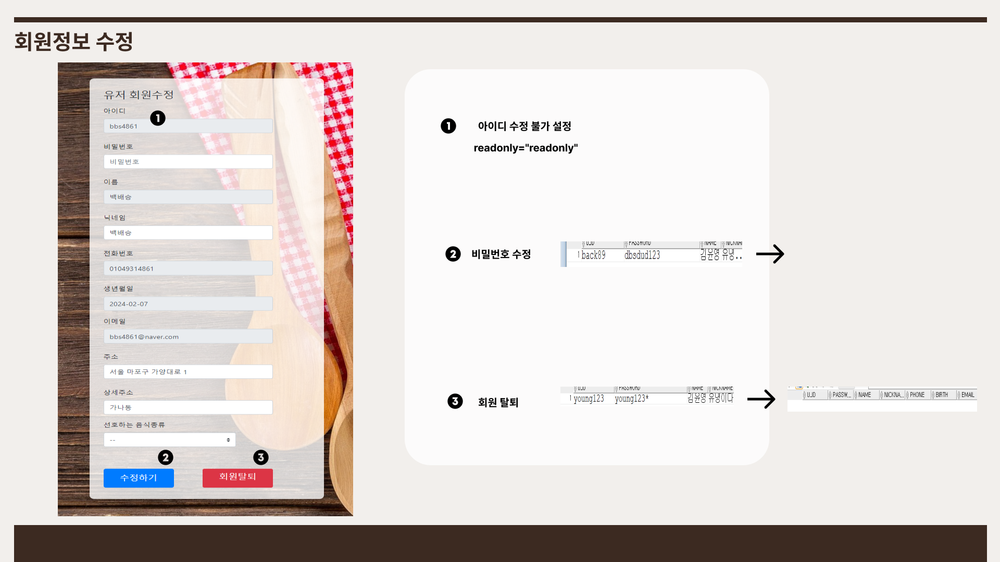 회원정보 수정
유저 회원수정
아이디
1
bbs4861
비밀번호
비밀번호
이름
백배승
닉네임
백배승
전화번호
01049314861
생년월일
2024-02-07
이메일
bbs4861@naver.com
주소
서울 마포구 가양대로 1
상세주소
가나동
선호하는 음식종류
--
2
3
수정하기
회원탈퇴
1 아이디 수정 불가 설정
readonly="readonly"
2 비밀번호 수정
U_ID PASSWORD NAME NICKNA
1 back89 dbsdud123 김윤영 유녕..
3 회원 탈퇴
U_ID PASSWORD NAME NICKNAME
1 young123 young123* 김윤영 유녕이다
U_ID PASSW... NAME NICKNA... PHONE BIRTH EMAIL